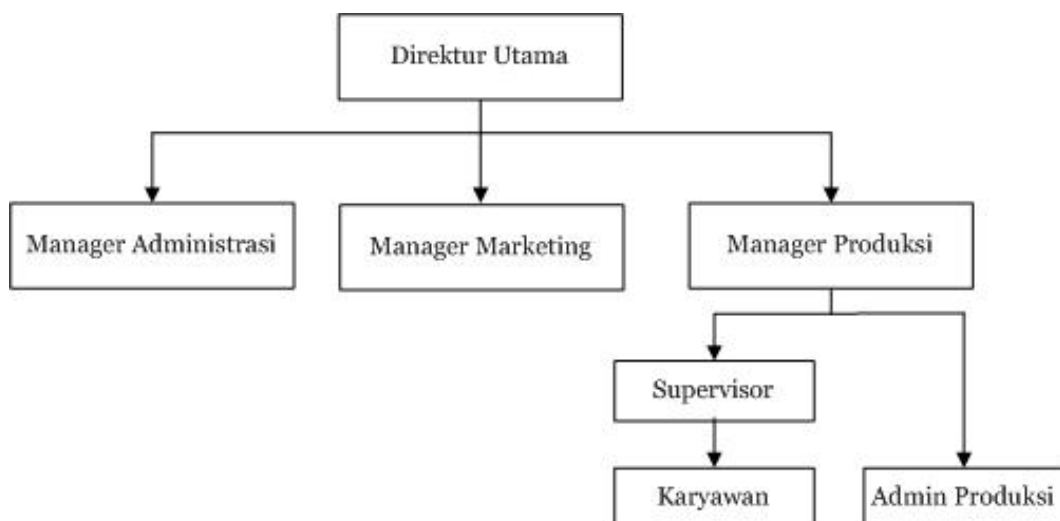 Direktur Utama
Manager Administrasi
Manager Marketing
Manager Produksi
Supervisor
Karyawan
Admin Produksi